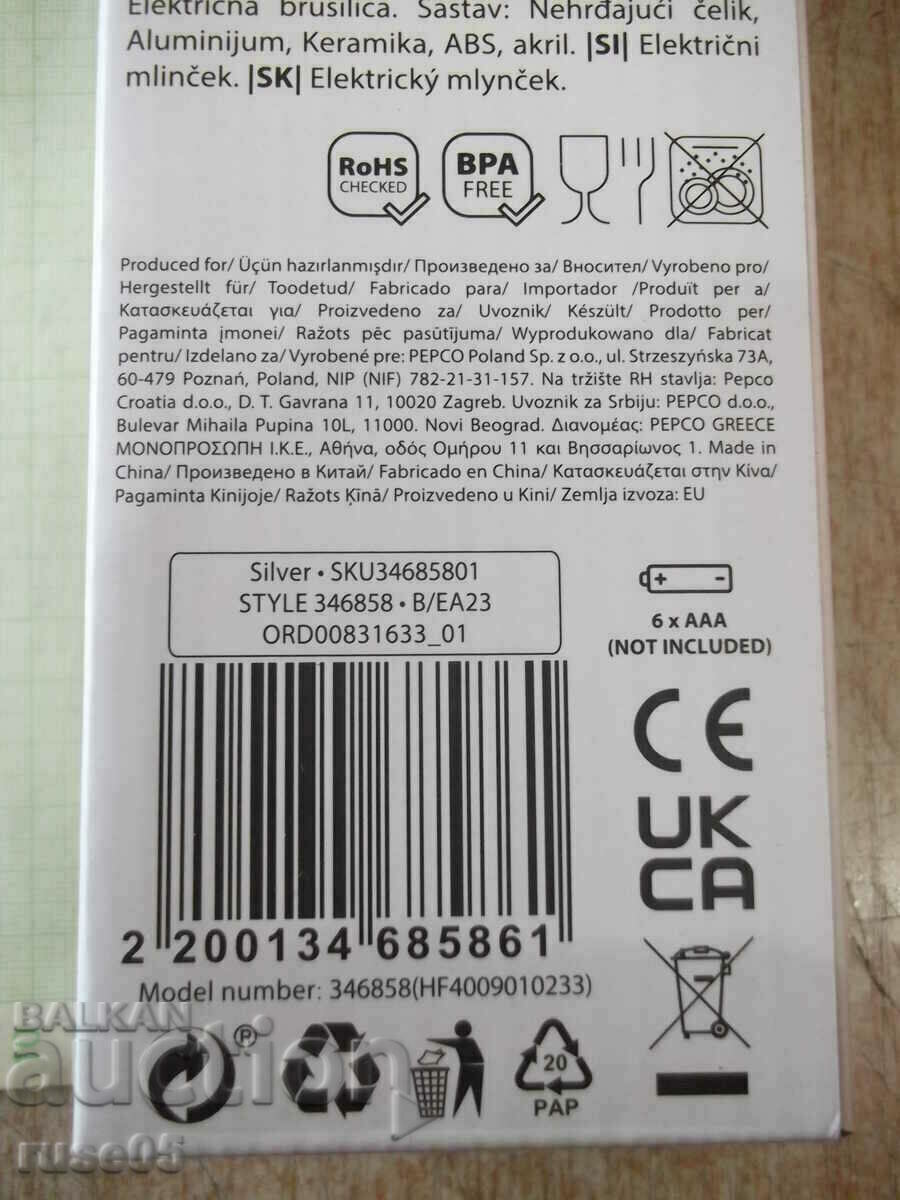 Električna brusilica. Sastav: Nehrđajući čelik,
Aluminijum, Keramika, ABS, akril. |SI| Električni
mlinček. |SK| Elektrický mlynček.
RoHS
CHECKED
BPA
FREE
Produced for/ Üçün hazırlanmışdır/ Произведено за/ Вносител/ Vyrobeno pro/
Hergestellt für/ Toodetud/ Fabricado para/ Importador /Produït per a/
Κατασκευάζεται για/ Proizvedeno za/ Uvoznik/ Készült/ Prodotto per/
Pagaminta įmonei/ Ražots pēc pasūtījuma/ Wyprodukowano dla/ Fabricat
pentru/ Izdelano za/ Vyrobené pre: PEPCO Poland Sp. z o.o., ul. Strzeszyńska 73A,
60-479 Poznań, Poland, NIP (NIF) 782-21-31-157. Na tržište RH stavlja: Pepco
Croatia d.o.o., D. T. Gavrana 11, 10020 Zagreb. Uvoznik za Srbiju: PEPCO d.o.o.,
Bulevar Mihaila Pupina 10L, 11000. Novi Beograd. Διανομέας: PEPCO GREECE
ΜΟΝΟΠΡΟΣΩΠΗ Ι.Κ.Ε., Αθήνα, οδός Ομήρου 11 και Βησσαρίωνος 1. Made in
China/ Произведено в Китай/ Fabricado en China/ Κατασκευάζεται στην Κίνα/
Pagaminta Kinijoje/ Ražots Ķīnā/ Proizvedeno u Kini/ Zemlja izvoza: EU
Silver • SKU34685801
STYLE 346858 • B/EA23
ORD00831633_01
6 x AAA
(NOT INCLUDED)
CE
UK
CA
2 200134 685861
Model number: 346858(HF4009010233)
P
20
PAP
BALKAN
auction
ruse05